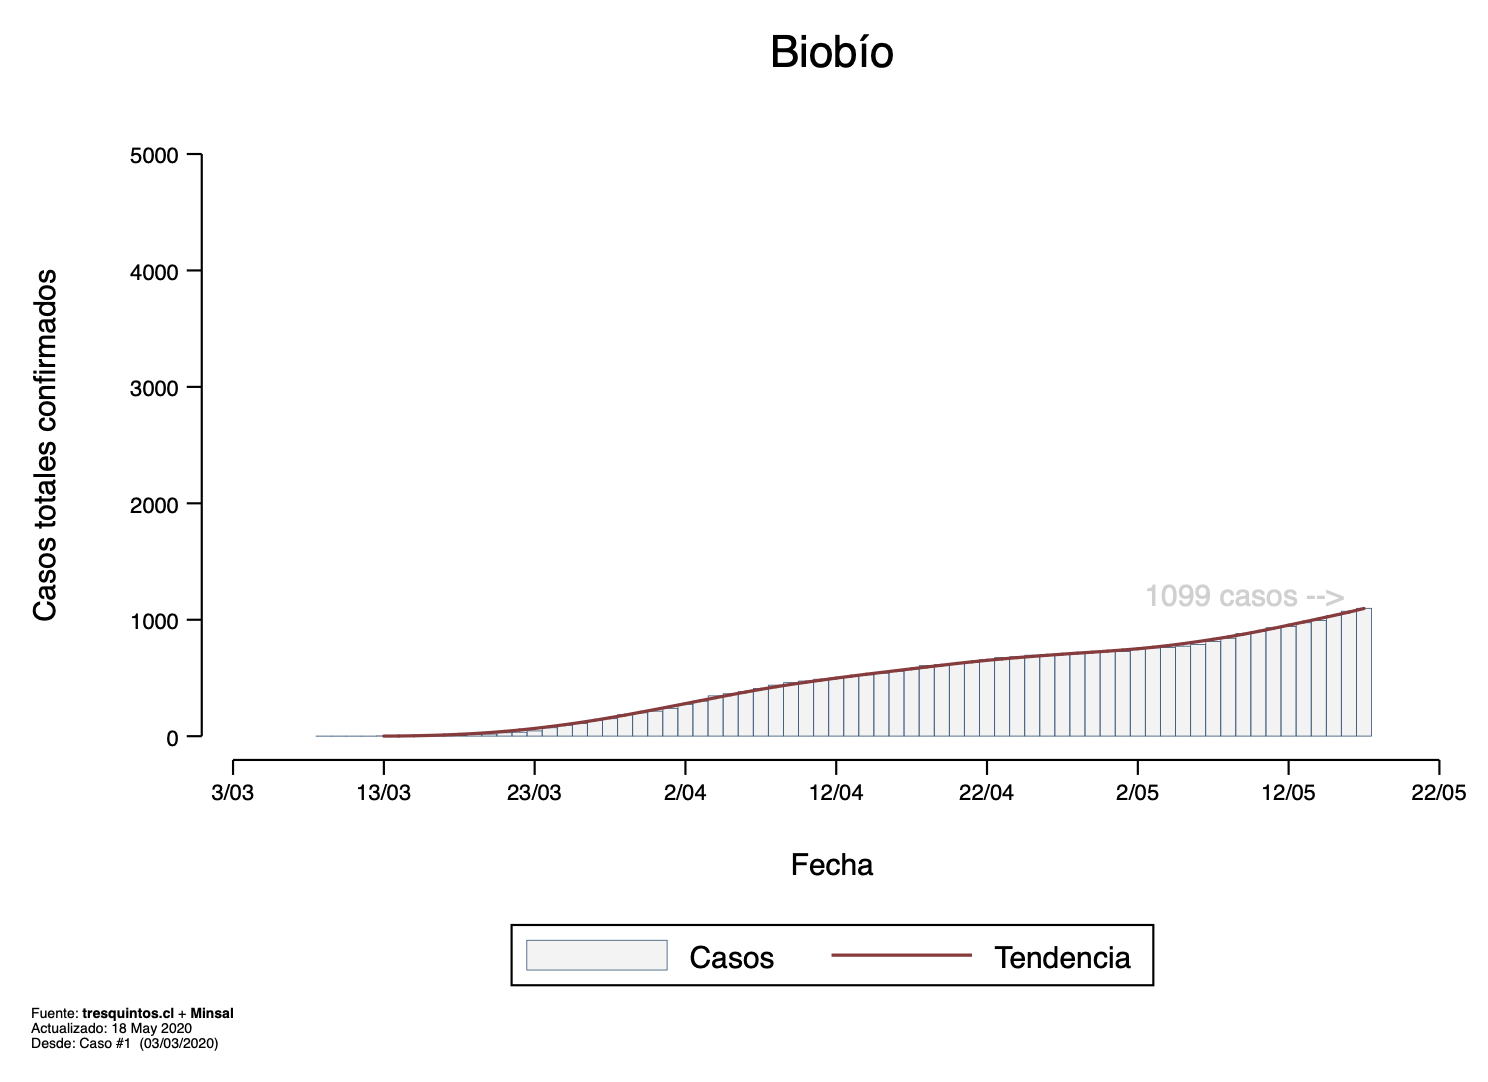 Biobío
Casos totales confirmados
5000
4000
3000
2000
1000
0
1099 casos -->
3/03 13/03 23/03 2/04 12/04 22/04 2/05 12/05 22/05
Fecha
Casos Tendencia
Fuente: tresquintos.cl + Minsal
Actualizado: 18 May 2020
Desde: Caso #1 (03/03/2020)